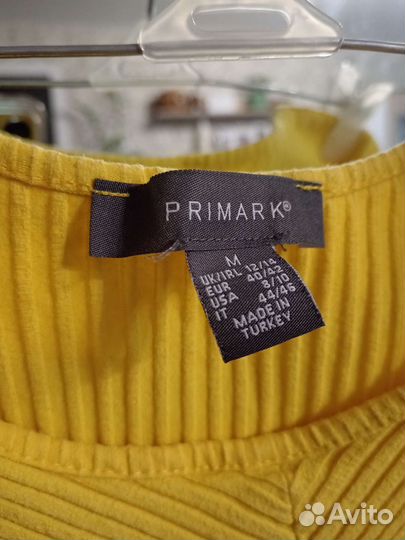 PRIMARK®
M
UK/IRL 12/14
EUR 40/42
USA 8/10
IT 44/46
MADE IN
TURKEY
Avito